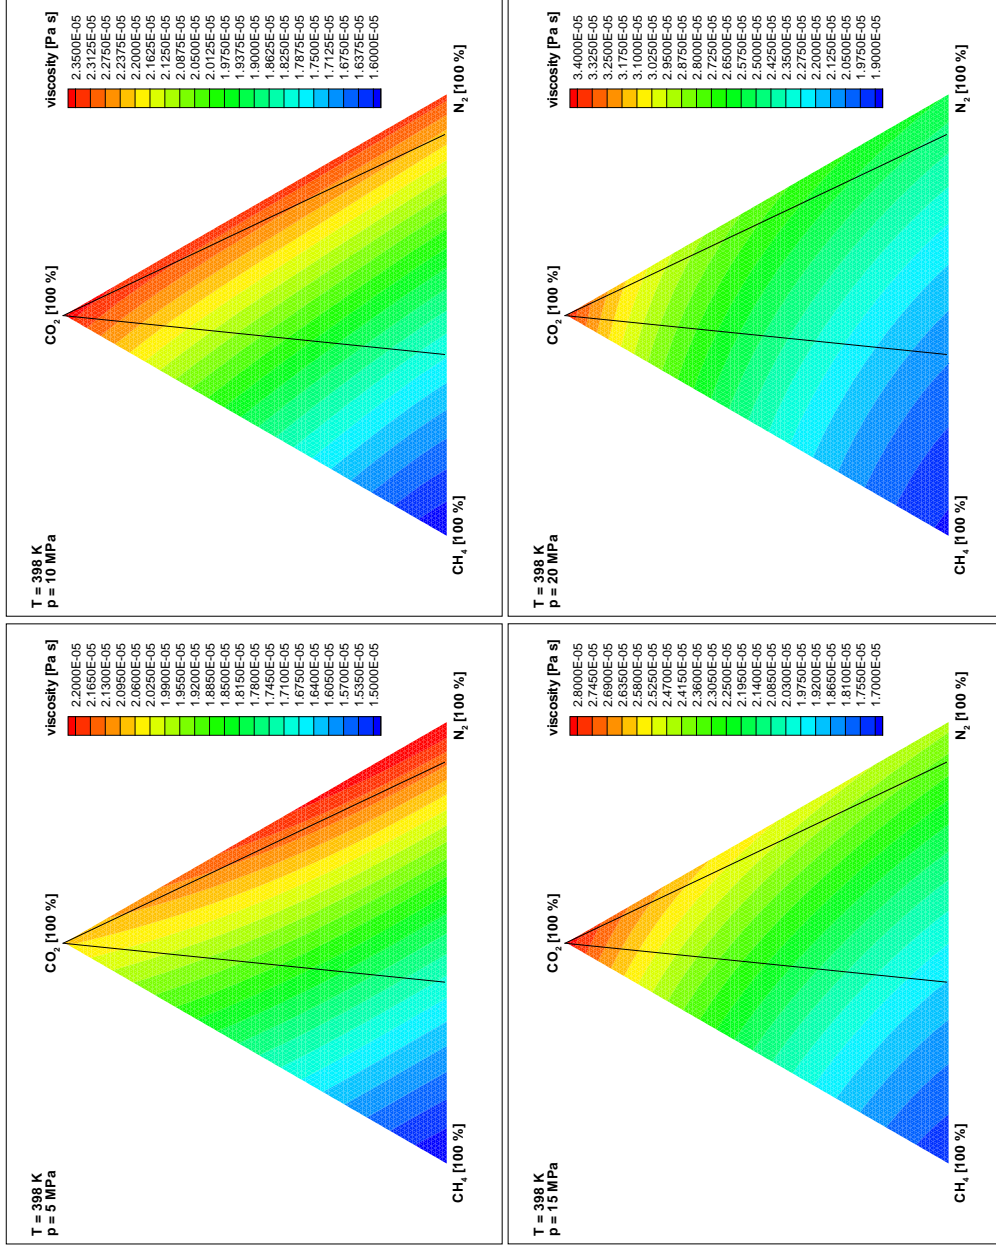 T = 398 K
p = 5 MPa
CO₂ [100 %]
viscosity [Pa s]
2.2000E-05
2.1650E-05
2.1300E-05
2.0950E-05
2.0600E-05
2.0250E-05
1.9900E-05
1.9550E-05
1.9200E-05
1.8850E-05
1.8500E-05
1.8150E-05
1.7800E-05
1.7450E-05
1.7100E-05
1.6750E-05
1.6400E-05
1.6050E-05
1.5700E-05
1.5350E-05
1.5000E-05
CH₄ [100 %]
N₂ [100 %]
T = 398 K
p = 10 MPa
CO₂ [100 %]
viscosity [Pa s]
2.3500E-05
2.3125E-05
2.2750E-05
2.2375E-05
2.2000E-05
2.1625E-05
2.1250E-05
2.0875E-05
2.0500E-05
2.0125E-05
1.9750E-05
1.9375E-05
1.9000E-05
1.8625E-05
1.8250E-05
1.7875E-05
1.7500E-05
1.7125E-05
1.6750E-05
1.6375E-05
1.6000E-05
CH₄ [100 %]
N₂ [100 %]
T = 398 K
p = 15 MPa
CO₂ [100 %]
viscosity [Pa s]
2.8000E-05
2.7450E-05
2.6900E-05
2.6350E-05
2.5800E-05
2.5250E-05
2.4700E-05
2.4150E-05
2.3600E-05
2.3050E-05
2.2500E-05
2.1950E-05
2.1400E-05
2.0850E-05
2.0300E-05
1.9750E-05
1.9200E-05
1.8650E-05
1.8100E-05
1.7550E-05
1.7000E-05
CH₄ [100 %]
N₂ [100 %]
T = 398 K
p = 20 MPa
CO₂ [100 %]
viscosity [Pa s]
3.4000E-05
3.3250E-05
3.2500E-05
3.1750E-05
3.1000E-05
3.0250E-05
2.9500E-05
2.8750E-05
2.8000E-05
2.7250E-05
2.6500E-05
2.5750E-05
2.5000E-05
2.4250E-05
2.3500E-05
2.2750E-05
2.2000E-05
2.1250E-05
2.0500E-05
1.9750E-05
1.9000E-05
CH₄ [100 %]
N₂ [100 %]